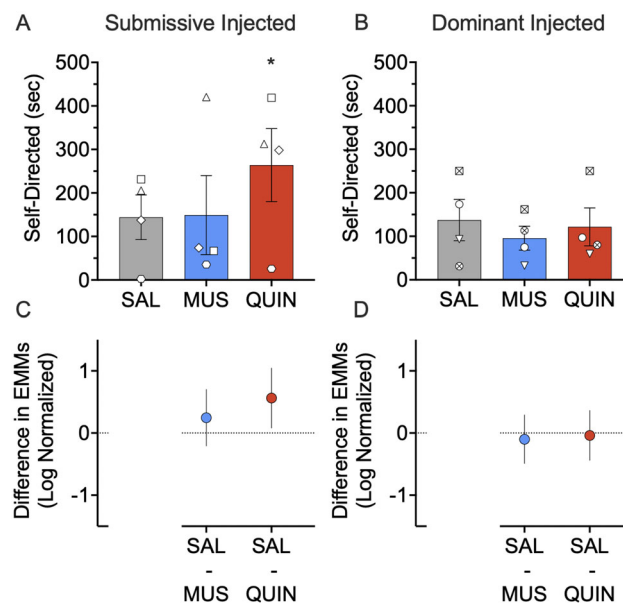 A Submissive Injected
B Dominant Injected
Self-Directed (sec)
500
400
300
200
100
0
*
SAL MUS QUIN
Self-Directed (sec)
500
400
300
200
100
0
SAL MUS QUIN
C
Difference in EMMs
(Log Normalized)
1
0
-1
SAL SAL
- -
MUS QUIN
D
Difference in EMMs
(Log Normalized)
1
0
-1
SAL SAL
- -
MUS QUIN